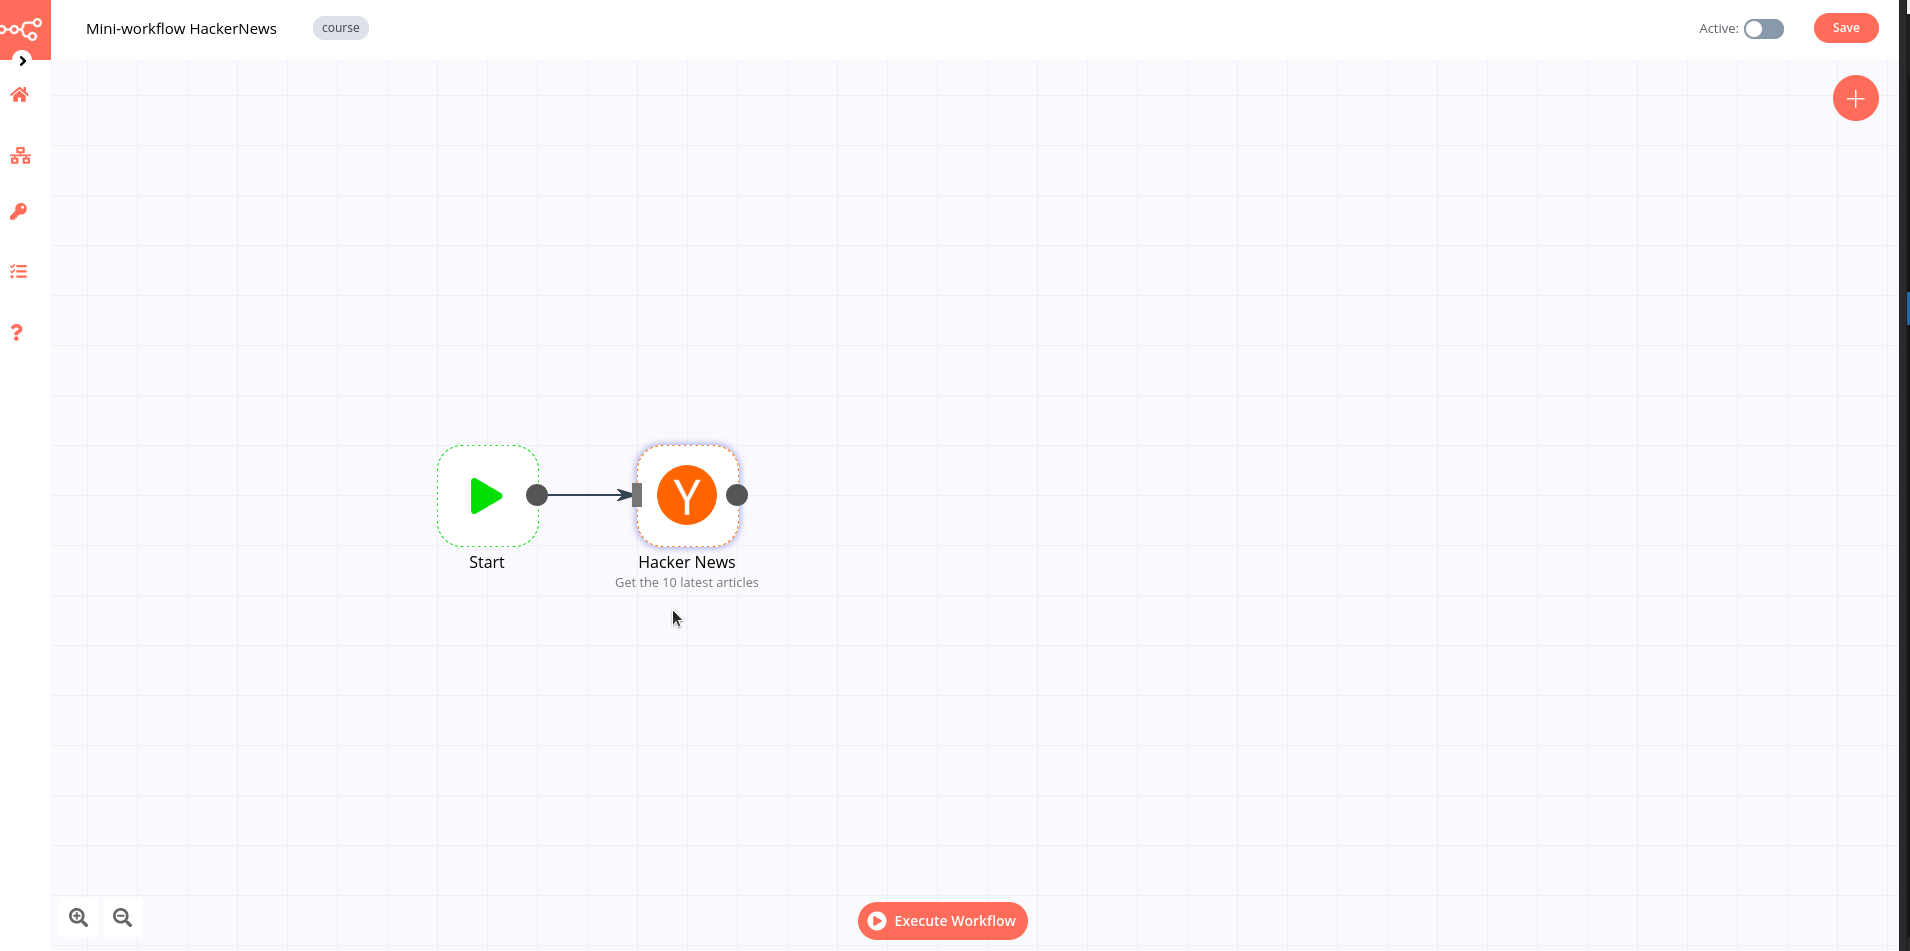 Mini-workflow HackerNews
course
Active:
Save
Start
Hacker News
Get the 10 latest articles
Execute Workflow